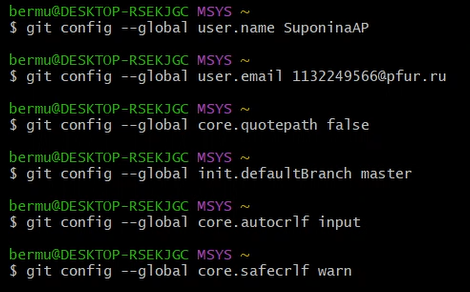 bermu@DESKTOP-RSEKJGC MSYS ~
$ git config --global user.name SuponinaAP
bermu@DESKTOP-RSEKJGC MSYS ~
$ git config --global user.email 1132249566@pfur.ru
bermu@DESKTOP-RSEKJGC MSYS ~
$ git config --global core.quotepath false
bermu@DESKTOP-RSEKJGC MSYS ~
$ git config --global init.defaultBranch master
bermu@DESKTOP-RSEKJGC MSYS ~
$ git config --global core.autocrlf input
bermu@DESKTOP-RSEKJGC MSYS ~
$ git config --global core.safecrlf warn